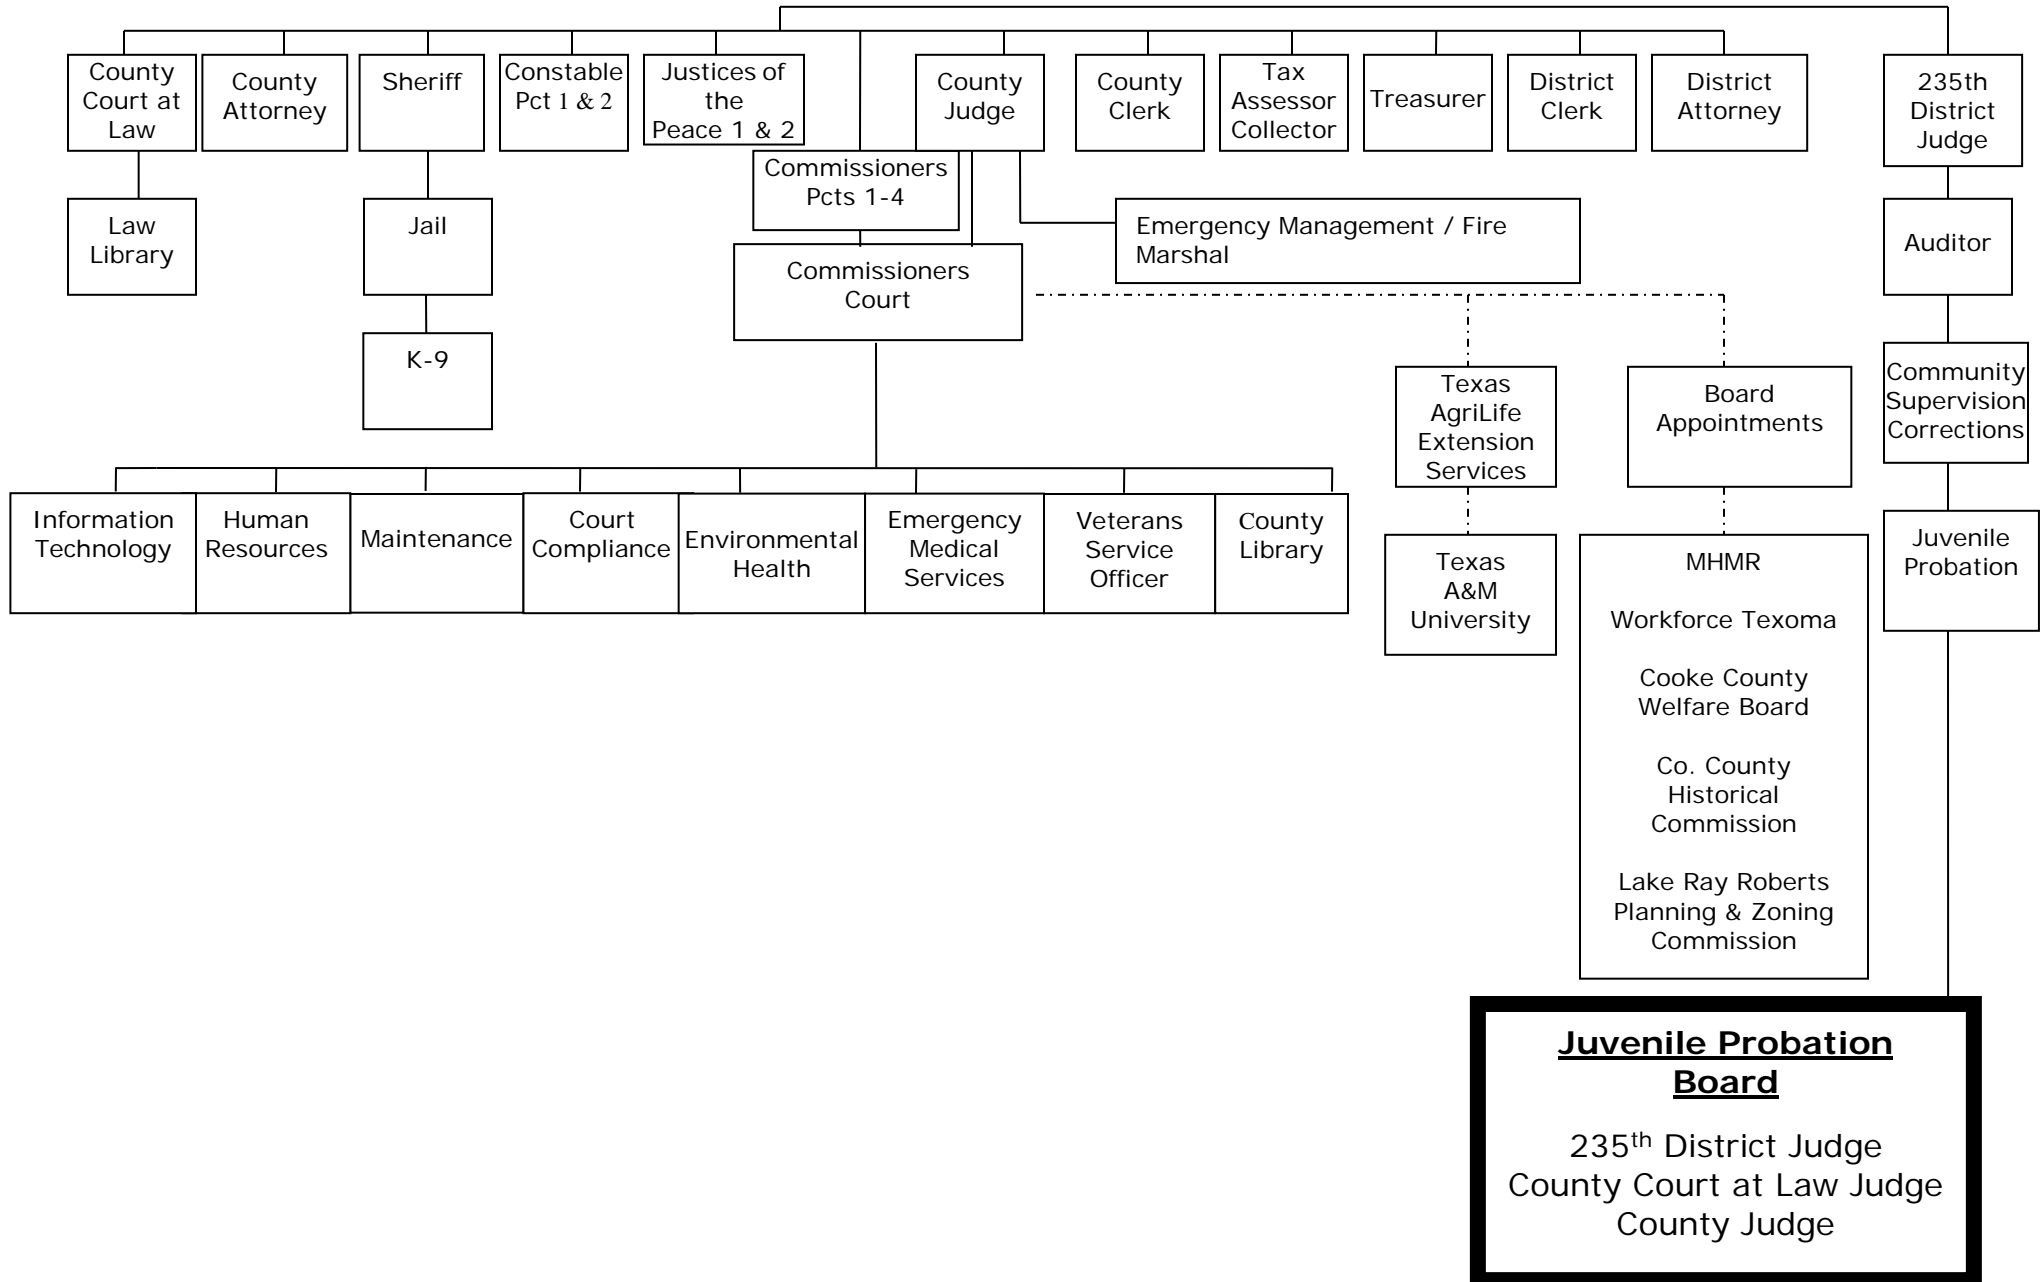 County
Court at
Law
County
Attorney
Sheriff
Constable
Pct 1 & 2
Justices of
the
Peace 1 & 2
County
Judge
County
Clerk
Tax
Assessor
Collector
Treasurer
District
Clerk
District
Attorney
235th
District
Judge
Commissioners
Pcts 1-4
Law
Library
Jail
Emergency Management / Fire
Marshal
Auditor
Commissioners
Court
K-9
Texas
AgriLife
Extension
Services
Board
Appointments
Community
Supervision
Corrections
Information
Technology
Human
Resources
Maintenance
Court
Compliance
Environmental
Health
Emergency
Medical
Services
Veterans
Service
Officer
County
Library
Texas
A&M
University
MHMR
Workforce Texoma
Cooke County
Welfare Board
Co. County
Historical
Commission
Lake Ray Roberts
Planning & Zoning
Commission
Juvenile
Probation
Juvenile Probation
Board
235th District Judge
County Court at Law Judge
County Judge